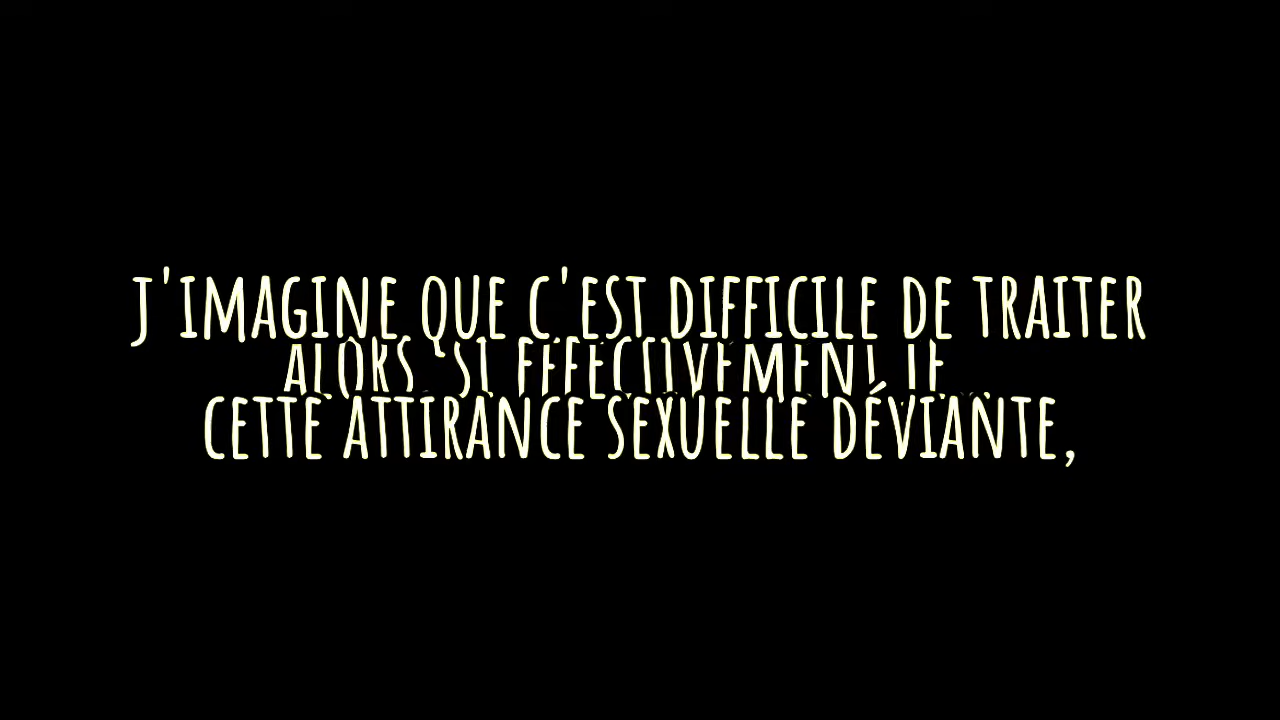 J'IMAGINE QUE C'EST DIFFICILE DE TRAITER
ALORS, SI EFFECTIVEMENT LE
CETTE ATTIRANCE SEXUELLE DÉVIANTE,